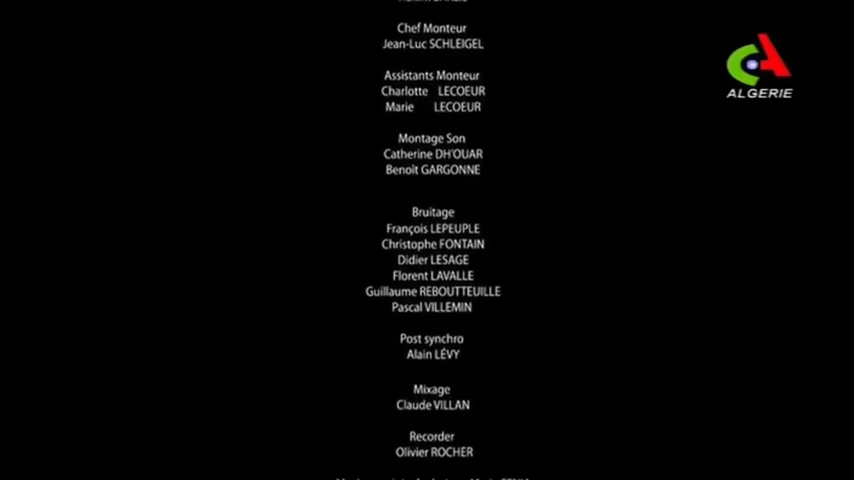 Chef Monteur
Jean-Luc SCHLEIGEL
Assistants Monteur
Charlotte LECOEUR
Marie LECOEUR
Montage Son
Catherine DH'OUAR
Benoît GARGONNE
Bruitage
François LEPEUPLE
Christophe FONTAIN
Didier LESAGE
Florent LAVALLE
Guillaume REBOUTTEUILLE
Pascal VILLEMIN
Post synchro
Alain LÉVY
Mixage
Claude VILLAN
Recorder
Olivier ROCHER
ALGERIE